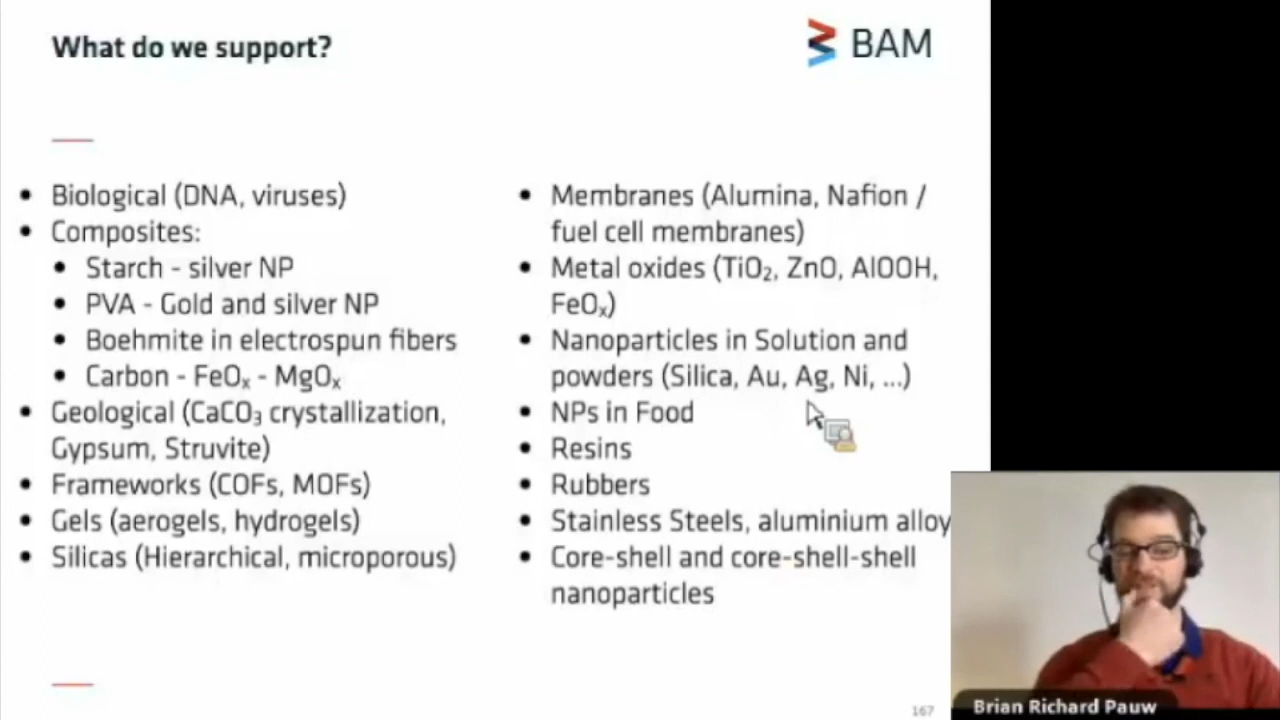 What do we support?
BAM
• Biological (DNA, viruses)
• Composites:
• Starch - silver NP
• PVA - Gold and silver NP
• Boehmite in electrospun fibers
• Carbon - FeOₓ - MgOₓ
• Geological (CaCO₃ crystallization,
Gypsum, Struvite)
• Frameworks (COFs, MOFs)
• Gels (aerogels, hydrogels)
• Silicas (Hierarchical, microporous)
• Membranes (Alumina, Nafion /
fuel cell membranes)
• Metal oxides (TiO₂, ZnO, AlOOH,
FeOₓ)
• Nanoparticles in Solution and
powders (Silica, Au, Ag, Ni, ...)
• NPs in Food
• Resins
• Rubbers
• Stainless Steels, aluminium alloy
• Core-shell and core-shell-shell
nanoparticles
167
Brian Richard Pauw